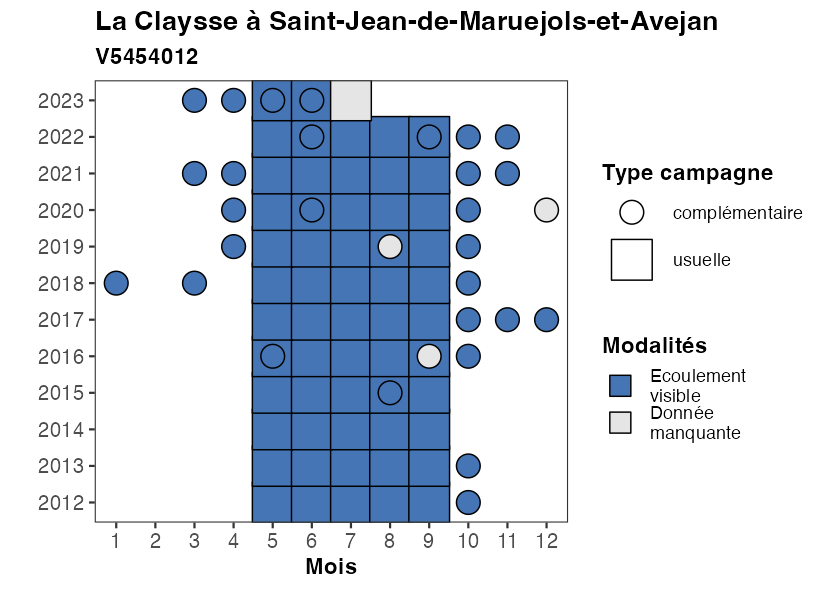 La Claysse à Saint-Jean-de-Maruejols-et-Avejan
V5454012
2023
2022
2021
2020
2019
2018
2017
2016
2015
2014
2013
2012
1 2 3 4 5 6 7 8 9 10 11 12
Mois
Type campagne
complémentaire
usuelle
Modalités
Ecoulement
visible
Donnée
manquante